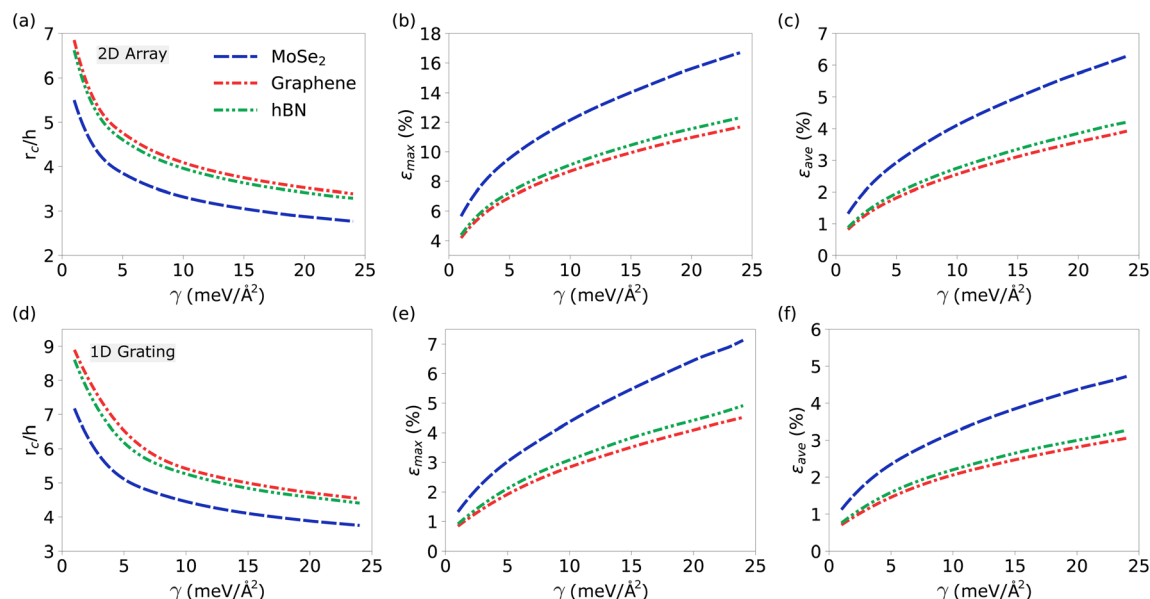 (a)
7
6
5
4
3
2
0 5 10 15 20 25
r_c/h
γ (meV/Å²)
2D Array
MoSe₂
Graphene
hBN
(b)
18
16
14
12
10
8
6
4
0 5 10 15 20 25
ε_max (%)
γ (meV/Å²)
(c)
7
6
5
4
3
2
1
0
0 5 10 15 20 25
ε_ave (%)
γ (meV/Å²)
(d)
9
8
7
6
5
4
3
0 5 10 15 20 25
r_c/h
γ (meV/Å²)
1D Grating
(e)
7
6
5
4
3
2
1
0
0 5 10 15 20 25
ε_max (%)
γ (meV/Å²)
(f)
6
5
4
3
2
1
0
0 5 10 15 20 25
ε_ave (%)
γ (meV/Å²)